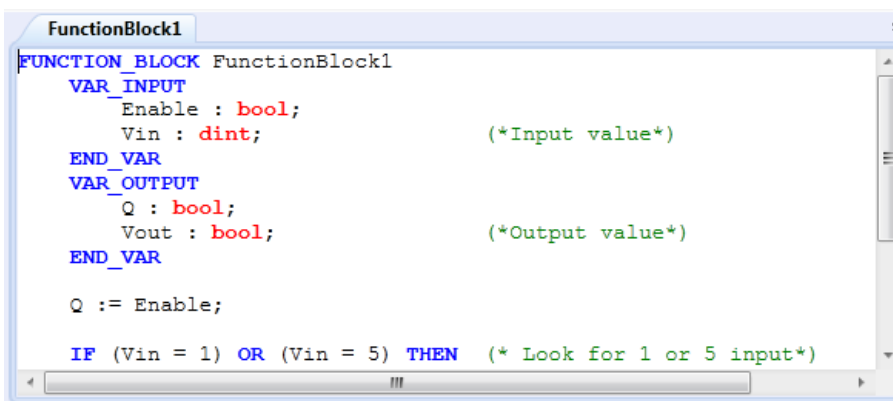 FunctionBlock1
FUNCTION_BLOCK FunctionBlock1
VAR_INPUT
Enable : bool;
Vin : dint; (*Input value*)
END_VAR
VAR_OUTPUT
Q : bool;
Vout : bool; (*Output value*)
END_VAR
Q := Enable;
IF (Vin = 1) OR (Vin = 5) THEN (* Look for 1 or 5 input*)